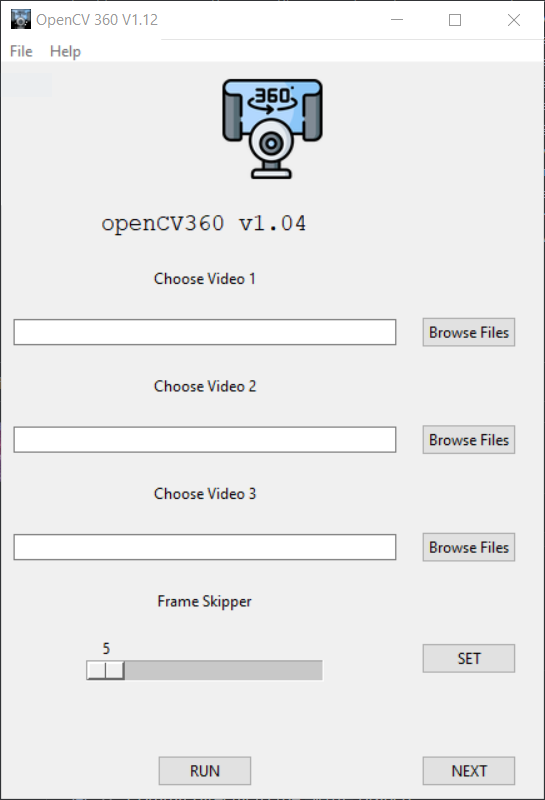 OpenCV 360 V1.12
File Help
360°
openCV360 v1.04
Choose Video 1
Browse Files
Choose Video 2
Browse Files
Choose Video 3
Browse Files
Frame Skipper
5
SET
RUN NEXT